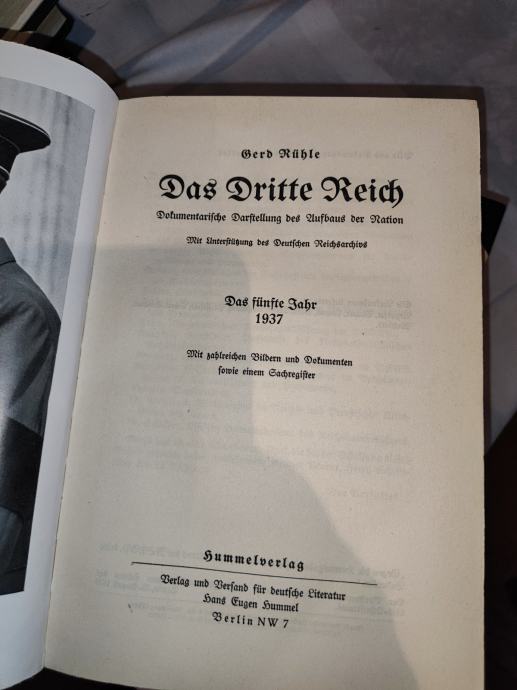 Gerd Rühle
Das Dritte Reich
Dokumentarische Darstellung des Aufbaus der Nation
Mit Unterstützung des Deutschen Reichsarchivs
Das fünfte Jahr
1937
Mit zahlreichen Bildern und Dokumenten
sowie einem Sachregister
Hummelverlag
Verlag und Versand für deutsche Literatur
Hans Eugen Hummel
Berlin NW 7